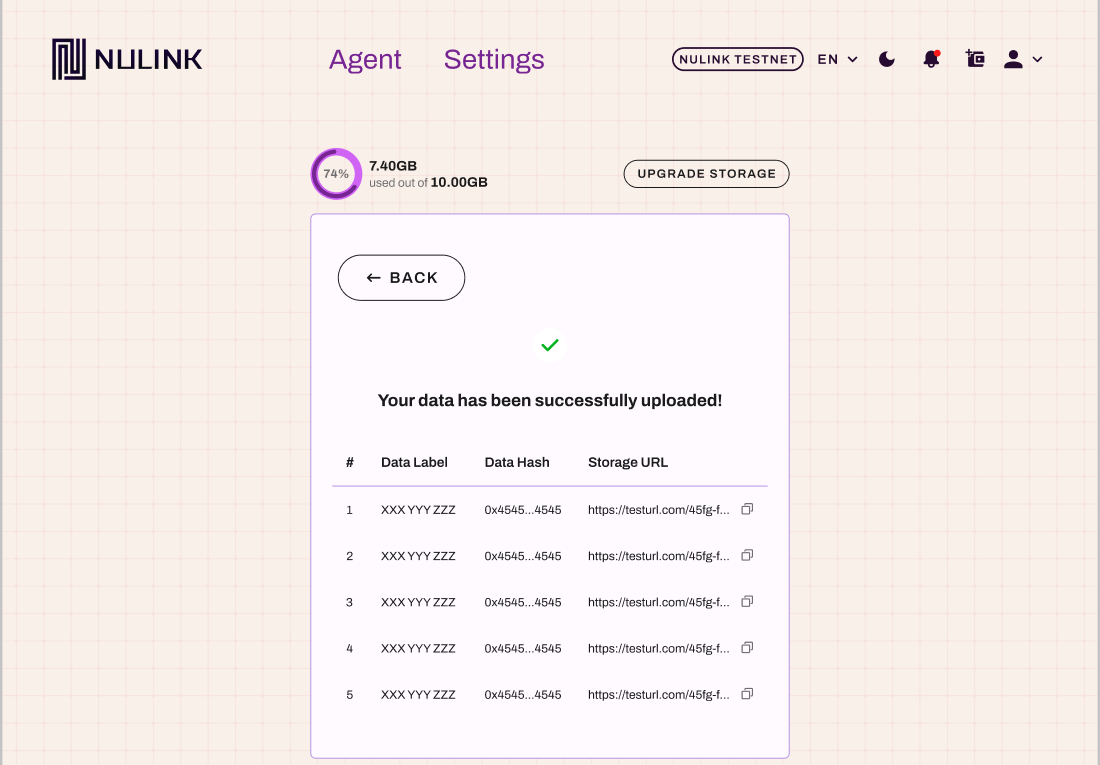 NULINK Agent Settings NULINK TESTNET EN
74% 7.40GB
used out of 10.00GB
UPGRADE STORAGE
← BACK
Your data has been successfully uploaded!
# Data Label Data Hash Storage URL
1 XXX YYY ZZZ 0x4545...4545 https://testurl.com/45fg-f...
2 XXX YYY ZZZ 0x4545...4545 https://testurl.com/45fg-f...
3 XXX YYY ZZZ 0x4545...4545 https://testurl.com/45fg-f...
4 XXX YYY ZZZ 0x4545...4545 https://testurl.com/45fg-f...
5 XXX YYY ZZZ 0x4545...4545 https://testurl.com/45fg-f...